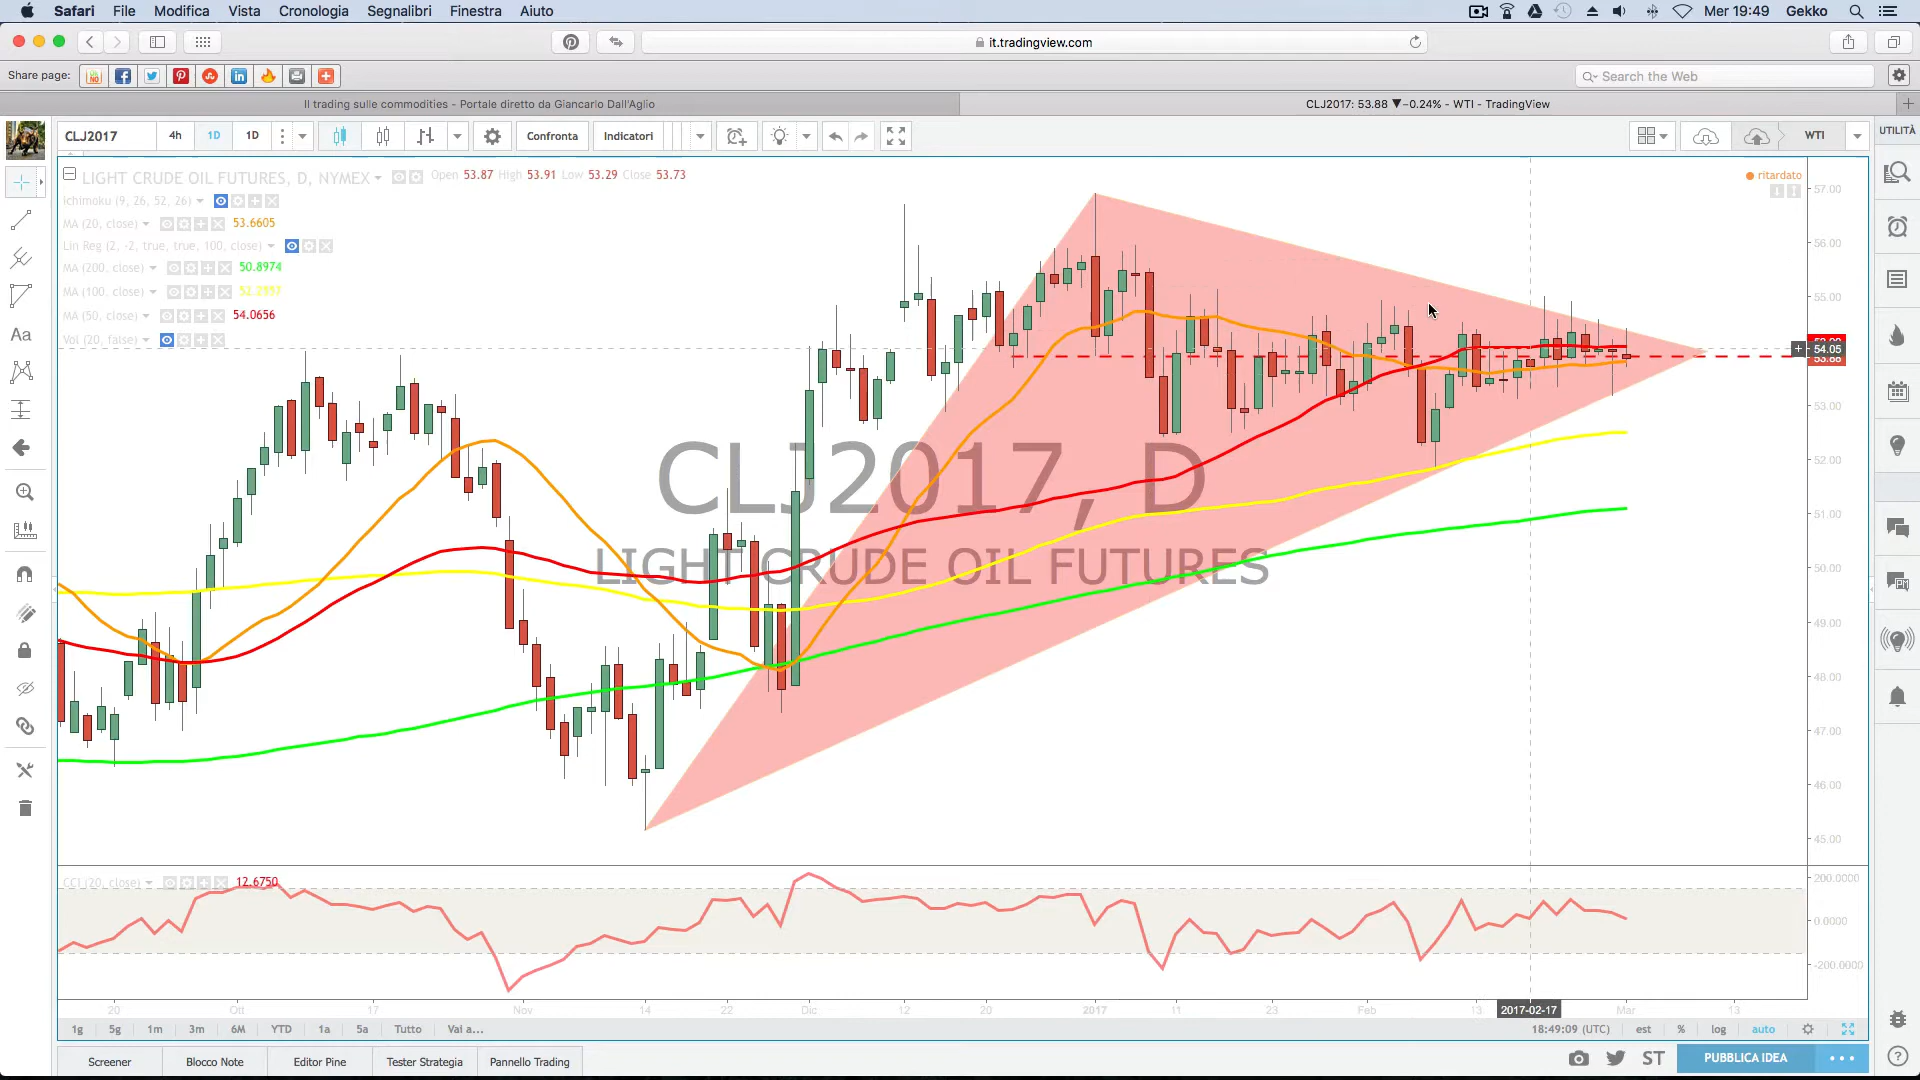 Safari File Modifica Vista Cronologia Segnalibri Finestra Aiuto Mer 19:49 Gekko
it.tradingview.com
Share page: Search the Web
Il trading sulle commodities - Portale diretto da Giancarlo Dall'Aglio CLJ2017: 53.88 ▼−0.24% - WTI - TradingView
CLJ2017 4h 1D 1D Confronta Indicatori WTI UTILITÀ
LIGHT CRUDE OIL FUTURES, D, NYMEX Open 53.87 High 53.91 Low 53.29 Close 53.73 ritardato
57.00
Ichimoku (9, 26, 52, 26)
MA (20, close) 53.6605
Lin Reg (2, -2, true, true, 100, close)
56.00
MA (200, close) 50.8974
MA (100, close)
55.00
MA (50, close) 54.0656
Vol (20, false)
54.05
53.88
53.00
52.00
CLJ2017, D
51.00
LIGHT CRUDE OIL FUTURES
50.00
49.00
48.00
47.00
46.00
45.00
CCI (20, close) 12.6750
200.0000
0.0000
-200.0000
20 Ott 17 Nov 14 22 Dic 12 20 2017 11 23 Feb 13 2017-02-17 Mar 13
1g 5g 1m 3m 6M YTD 1a 5a Tutto Vai a... 18:49:09 (UTC) est % log auto
Screener Blocco Note Editor Pine Tester Strategia Pannello Trading ST PUBBLICA IDEA